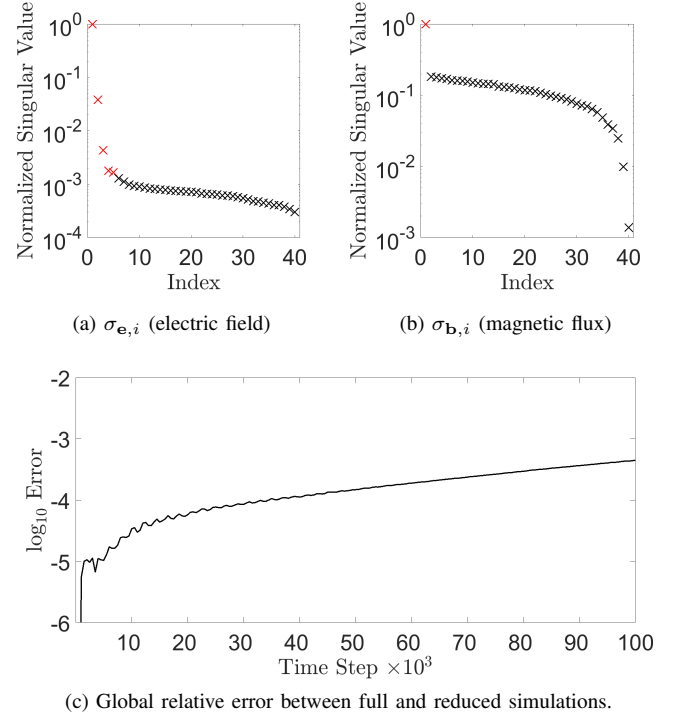 Normalized Singular Value
10^0
10^-1
10^-2
10^-3
10^-4
0 10 20 30 40
Index
(a) σ_e,i (electric field)
Normalized Singular Value
10^0
10^-1
10^-2
10^-3
0 10 20 30 40
Index
(b) σ_b,i (magnetic flux)
log_10 Error
-2
-3
-4
-5
-6
10 20 30 40 50 60 70 80 90 100
Time Step ×10^3
(c) Global relative error between full and reduced simulations.